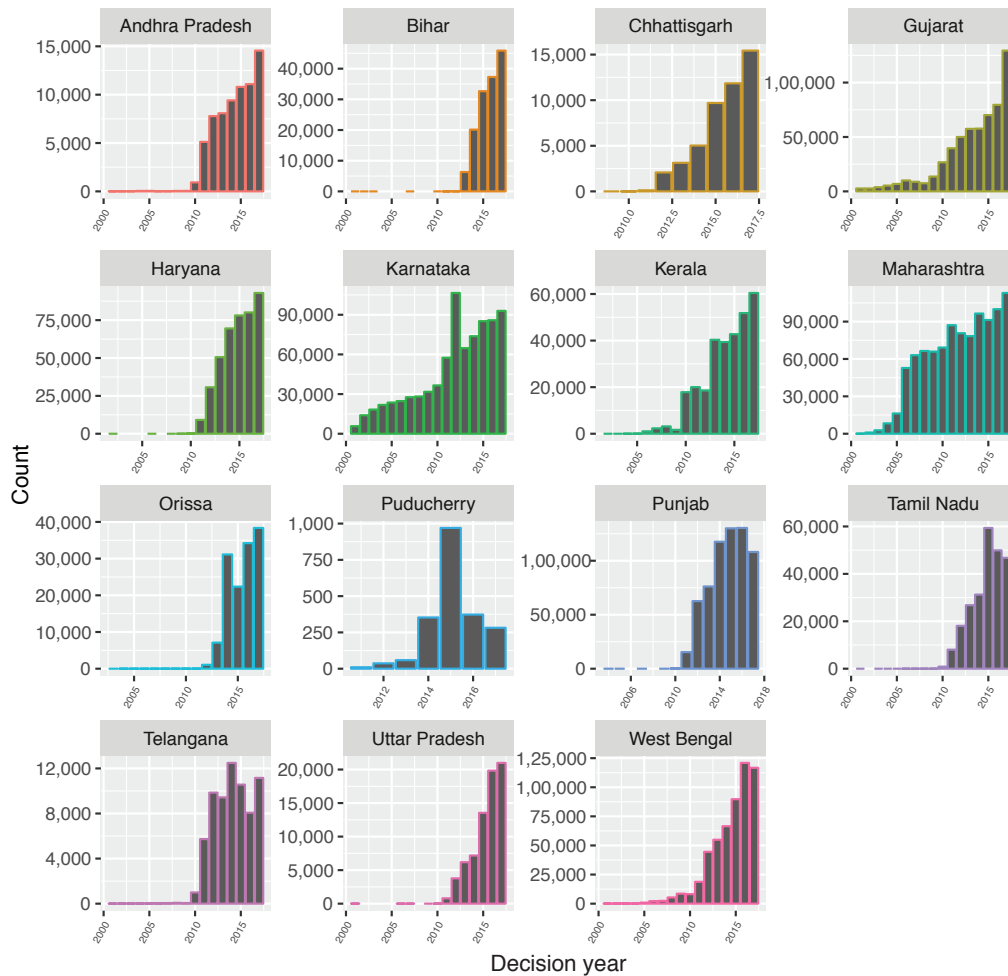 Andhra Pradesh
15,000
10,000
5,000
0
2000 2005 2010 2015
Bihar
40,000
30,000
20,000
10,000
0
2000 2005 2010 2015
Chhattisgarh
15,000
10,000
5,000
0
2010.0 2012.5 2015.0 2017.5
Gujarat
1,00,000
50,000
0
2000 2005 2010 2015
Haryana
75,000
50,000
25,000
0
2005 2010 2015
Karnataka
90,000
60,000
30,000
0
2000 2005 2010 2015
Kerala
60,000
40,000
20,000
0
2005 2010 2015
Maharashtra
90,000
60,000
30,000
0
2000 2005 2010 2015
Count
Orissa
40,000
30,000
20,000
10,000
0
2005 2010 2015
Puducherry
1,000
750
500
250
0
2012 2014 2016
Punjab
1,00,000
50,000
0
2006 2010 2014 2018
Tamil Nadu
60,000
40,000
20,000
0
2000 2005 2010 2015
Telangana
12,000
8,000
4,000
0
2000 2005 2010 2015
Uttar Pradesh
20,000
15,000
10,000
5,000
0
2000 2005 2010 2015
West Bengal
1,25,000
1,00,000
75,000
50,000
25,000
0
2000 2005 2010 2015
Decision year